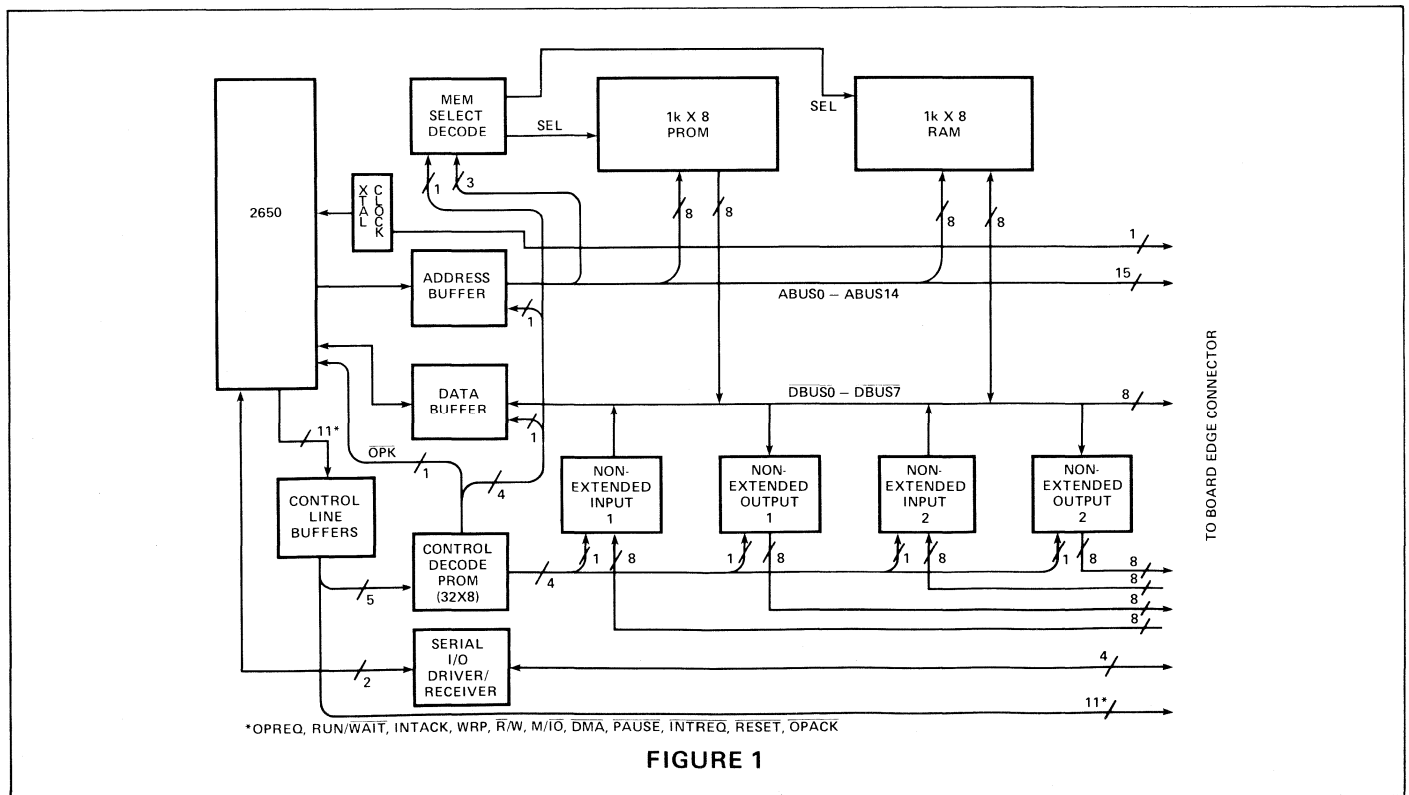 MEM
SELECT
DECODE
SEL
1k X 8
PROM
SEL
1k X 8
RAM
2650
XTAL
CLOCK
1
3
8
8
8
8
1
ADDRESS
BUFFER
15
ABUS0 – ABUS14
1
DATA
BUFFER
DBUS0 – DBUS7
8
1
11*
OPK
1
4
CONTROL
LINE
BUFFERS
CONTROL
DECODE
PROM
(32X8)
5
4
NON-
EXTENDED
INPUT
1
NON-
EXTENDED
OUTPUT
1
NON-
EXTENDED
INPUT
2
NON-
EXTENDED
OUTPUT
2
1
8
1
8
1
8
1
8
8
8
8
8
SERIAL
I/O
DRIVER/
RECEIVER
2
4
11*
TO BOARD EDGE CONNECTOR
*OPREQ, RUN/WAIT, INTACK, WRP, R/W, M/IO, DMA, PAUSE, INTREQ, RESET, OPACK
FIGURE 1